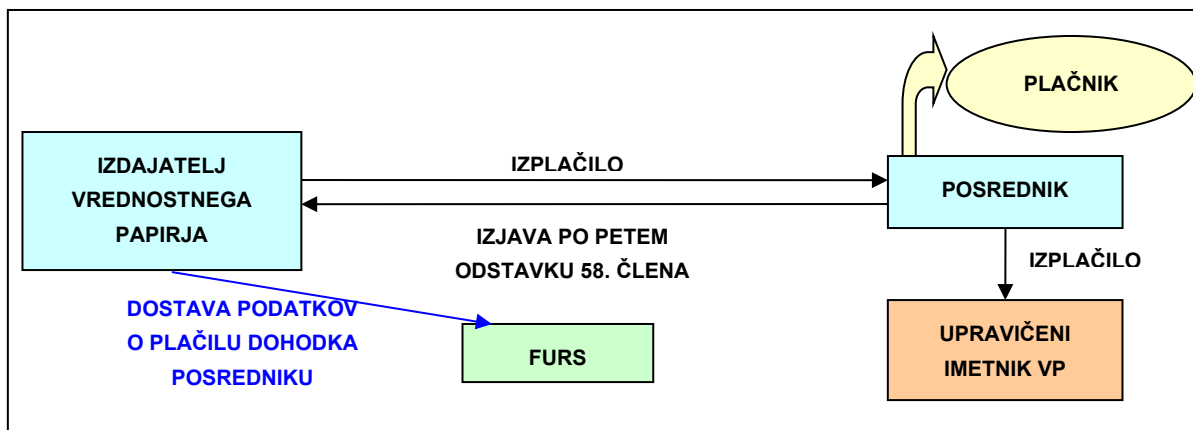 PLAČNIK
IZDAJATELJ
VREDNOSTNEGA
PAPIRJA
IZPLAČILO
POSREDNIK
IZJAVA PO PETEM
ODSTAVKU 58. ČLENA
IZPLAČILO
DOSTAVA PODATKOV
O PLAČILU DOHODKA
POSREDNIKU
FURS
UPRAVIČENI
IMETNIK VP